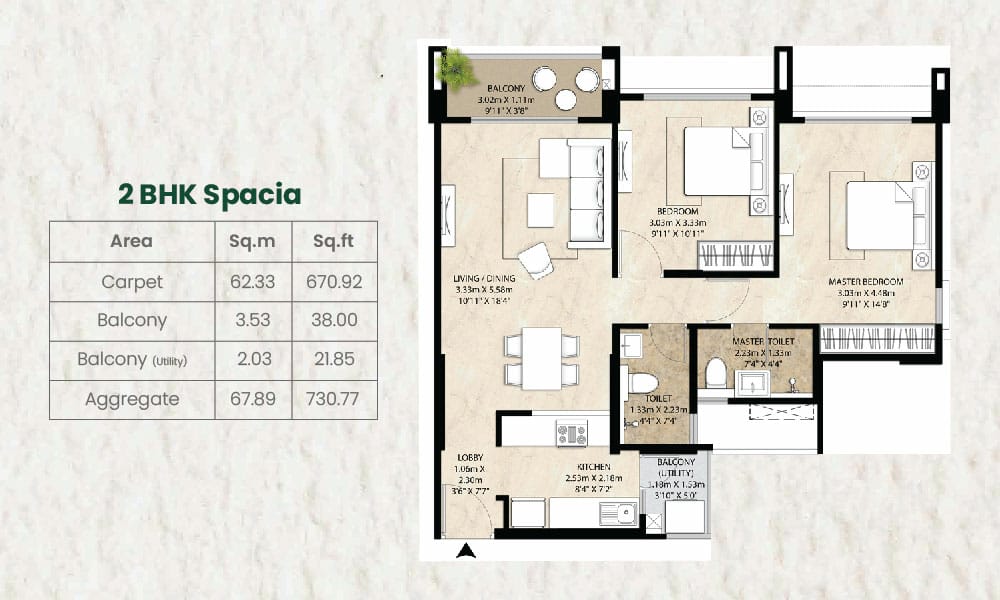 2 BHK Spacia
Area Sq.m Sq.ft
Carpet 62.33 670.92
Balcony 3.53 38.00
Balcony (Utility) 2.03 21.85
Aggregate 67.89 730.77
BALCONY
3.02m X 1.11m
9'11" X 3'8"
BEDROOM
3.03m X 3.33m
9'11" X 10'11"
LIVING / DINING
3.33m X 5.58m
10'11" X 18'4"
MASTER BEDROOM
3.03m X 4.48m
9'11" X 14'8"
MASTER TOILET
2.23m X 1.33m
7'4" X 4'4"
TOILET
1.33m X 2.23m
4'4" X 7'4"
LOBBY
1.06m X
2.30m
3'6" X 7'7"
KITCHEN
2.53m X 2.18m
8'4" X 7'2"
BALCONY
(UTILITY)
1.18m X 1.53m
3'10" X 5'0"